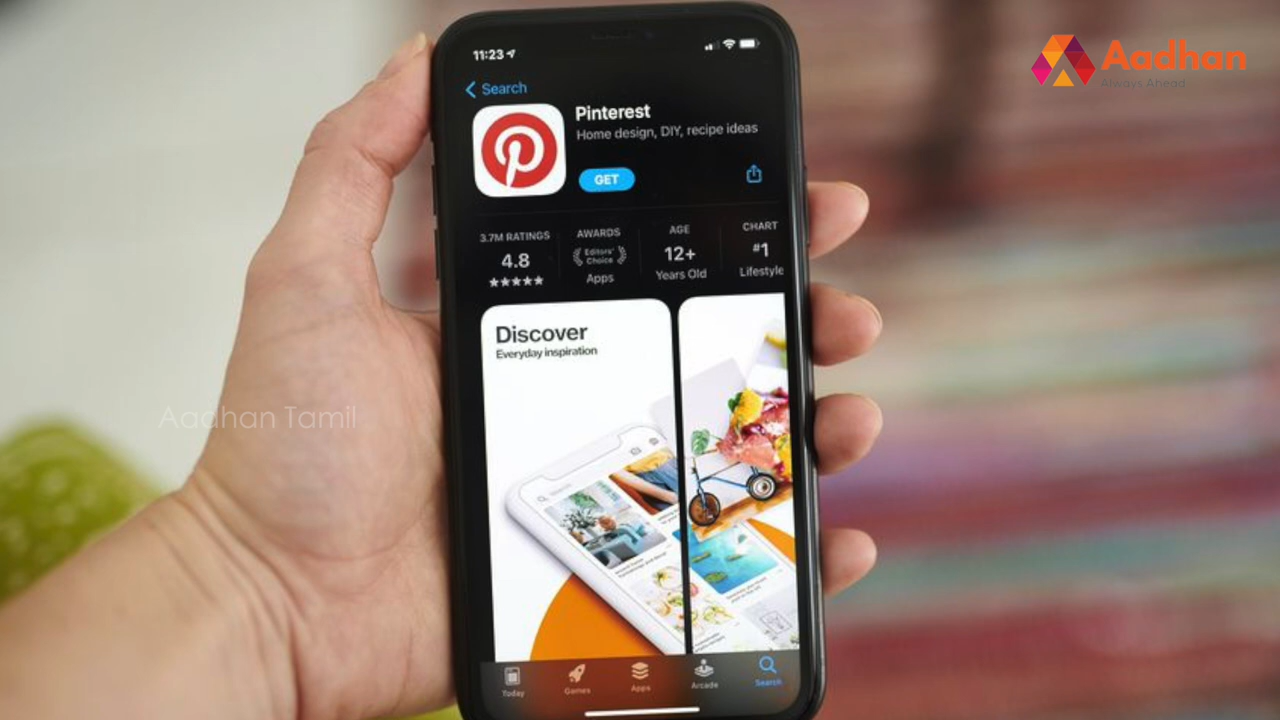 11:23
Aadhan
Always Ahead
Search
Pinterest
Home design, DIY, recipe ideas
GET
3.7M RATINGS
4.8
AWARDS
Editors' Choice
Apps
AGE
12+
Years Old
CHART
#1
Lifestyle
Discover
Everyday inspiration
Aadhan Tamil
Search
Today
Games
Apps
Arcade
Search